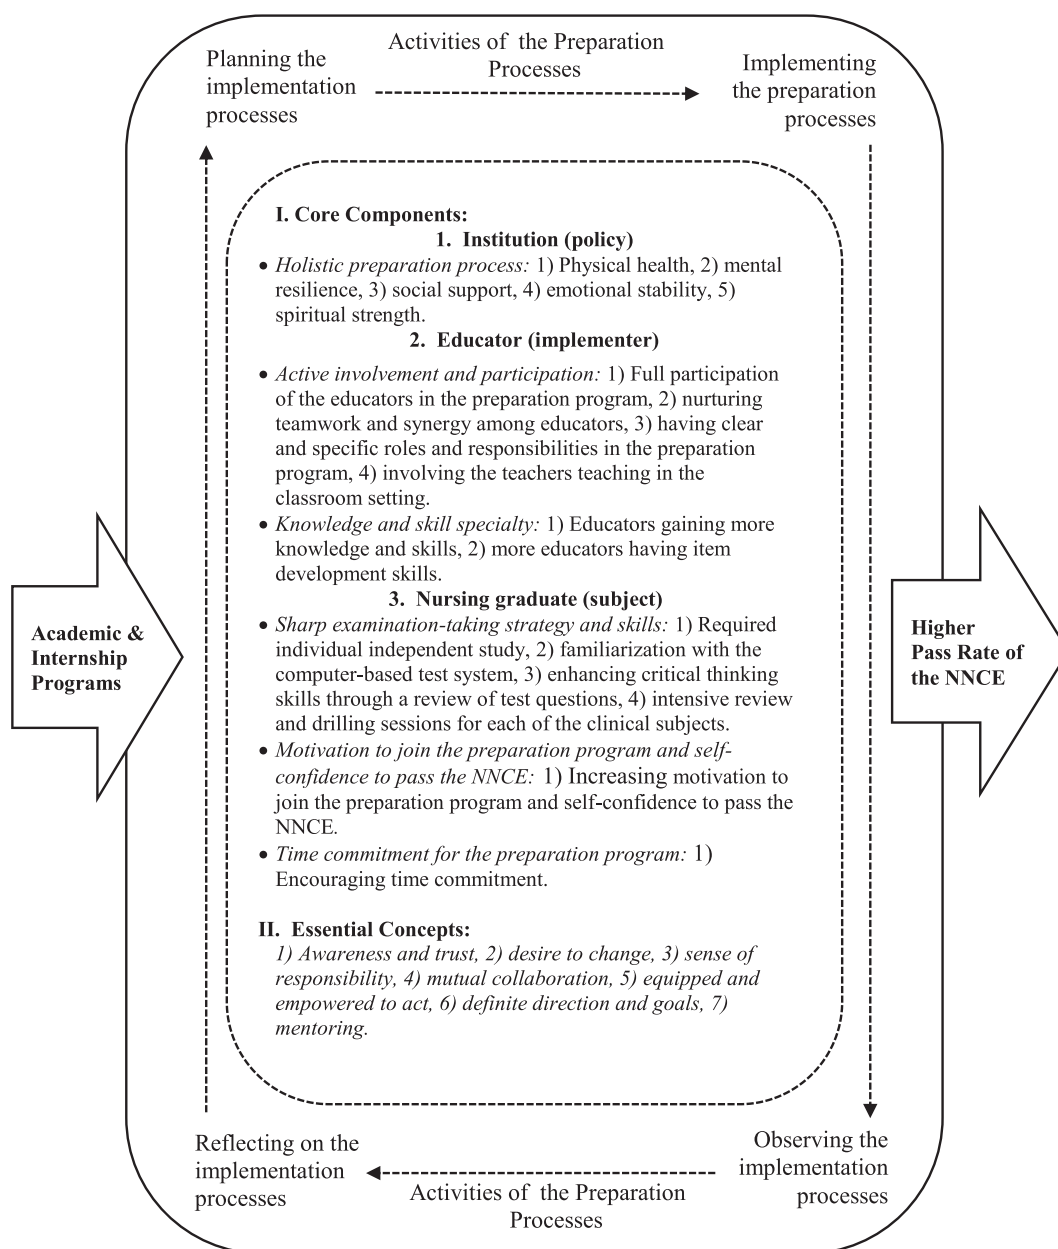 Activities of the Preparation
Processes
Planning the
implementation
processes
Implementing
the preparation
processes
I. Core Components:
1. Institution (policy)
• Holistic preparation process: 1) Physical health, 2) mental
resilience, 3) social support, 4) emotional stability, 5)
spiritual strength.
2. Educator (implementer)
• Active involvement and participation: 1) Full participation
of the educators in the preparation program, 2) nurturing
teamwork and synergy among educators, 3) having clear
and specific roles and responsibilities in the preparation
program, 4) involving the teachers teaching in the
classroom setting.
• Knowledge and skill specialty: 1) Educators gaining more
knowledge and skills, 2) more educators having item
development skills.
3. Nursing graduate (subject)
• Sharp examination-taking strategy and skills: 1) Required
individual independent study, 2) familiarization with the
computer-based test system, 3) enhancing critical thinking
skills through a review of test questions, 4) intensive review
and drilling sessions for each of the clinical subjects.
• Motivation to join the preparation program and self-
confidence to pass the NNCE: 1) Increasing motivation to
join the preparation program and self-confidence to pass the
NNCE.
• Time commitment for the preparation program: 1)
Encouraging time commitment.
II. Essential Concepts:
1) Awareness and trust, 2) desire to change, 3) sense of
responsibility, 4) mutual collaboration, 5) equipped and
empowered to act, 6) definite direction and goals, 7)
mentoring.
Academic &
Internship
Programs
Higher
Pass Rate of
the NNCE
Reflecting on the
implementation
processes
Activities of the Preparation
Processes
Observing the
implementation
processes